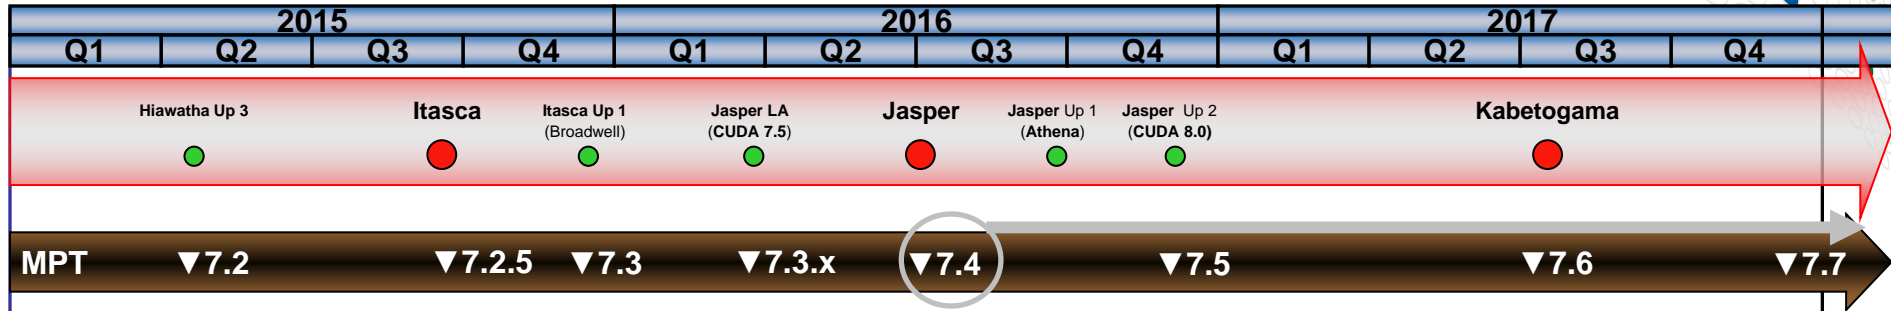 2015 2016 2017
Q1 Q2 Q3 Q4 Q1 Q2 Q3 Q4 Q1 Q2 Q3 Q4
Hiawatha Up 3 Itasca Itasca Up 1 Jasper LA Jasper Jasper Up 1 Jasper Up 2 Kabetogama
(Broadwell) (CUDA 7.5) (Athena) (CUDA 8.0)
MPT ▼7.2 ▼7.2.5 ▼7.3 ▼7.3.x ▼7.4 ▼7.5 ▼7.6 ▼7.7